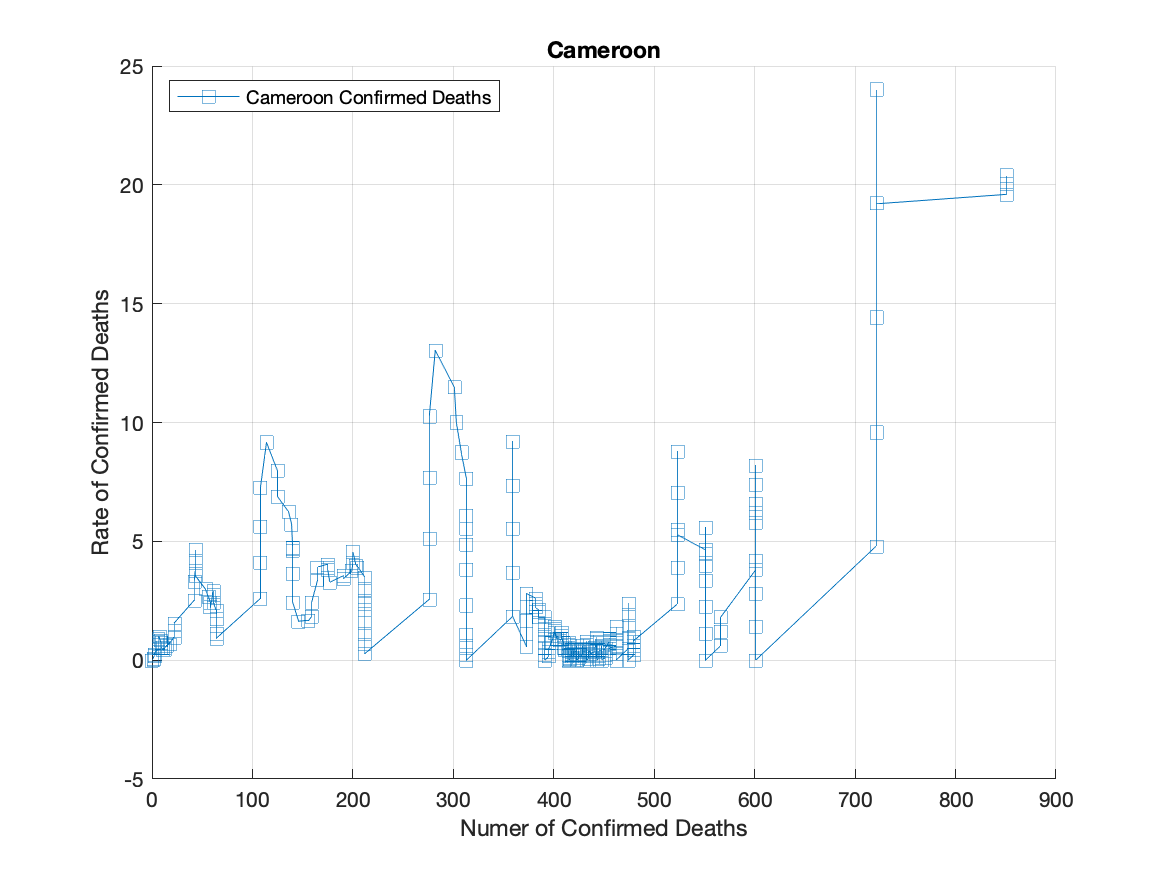 Cameroon
25
Cameroon Confirmed Deaths
20
15
10
5
0
-5
Rate of Confirmed Deaths
0 100 200 300 400 500 600 700 800 900
Numer of Confirmed Deaths